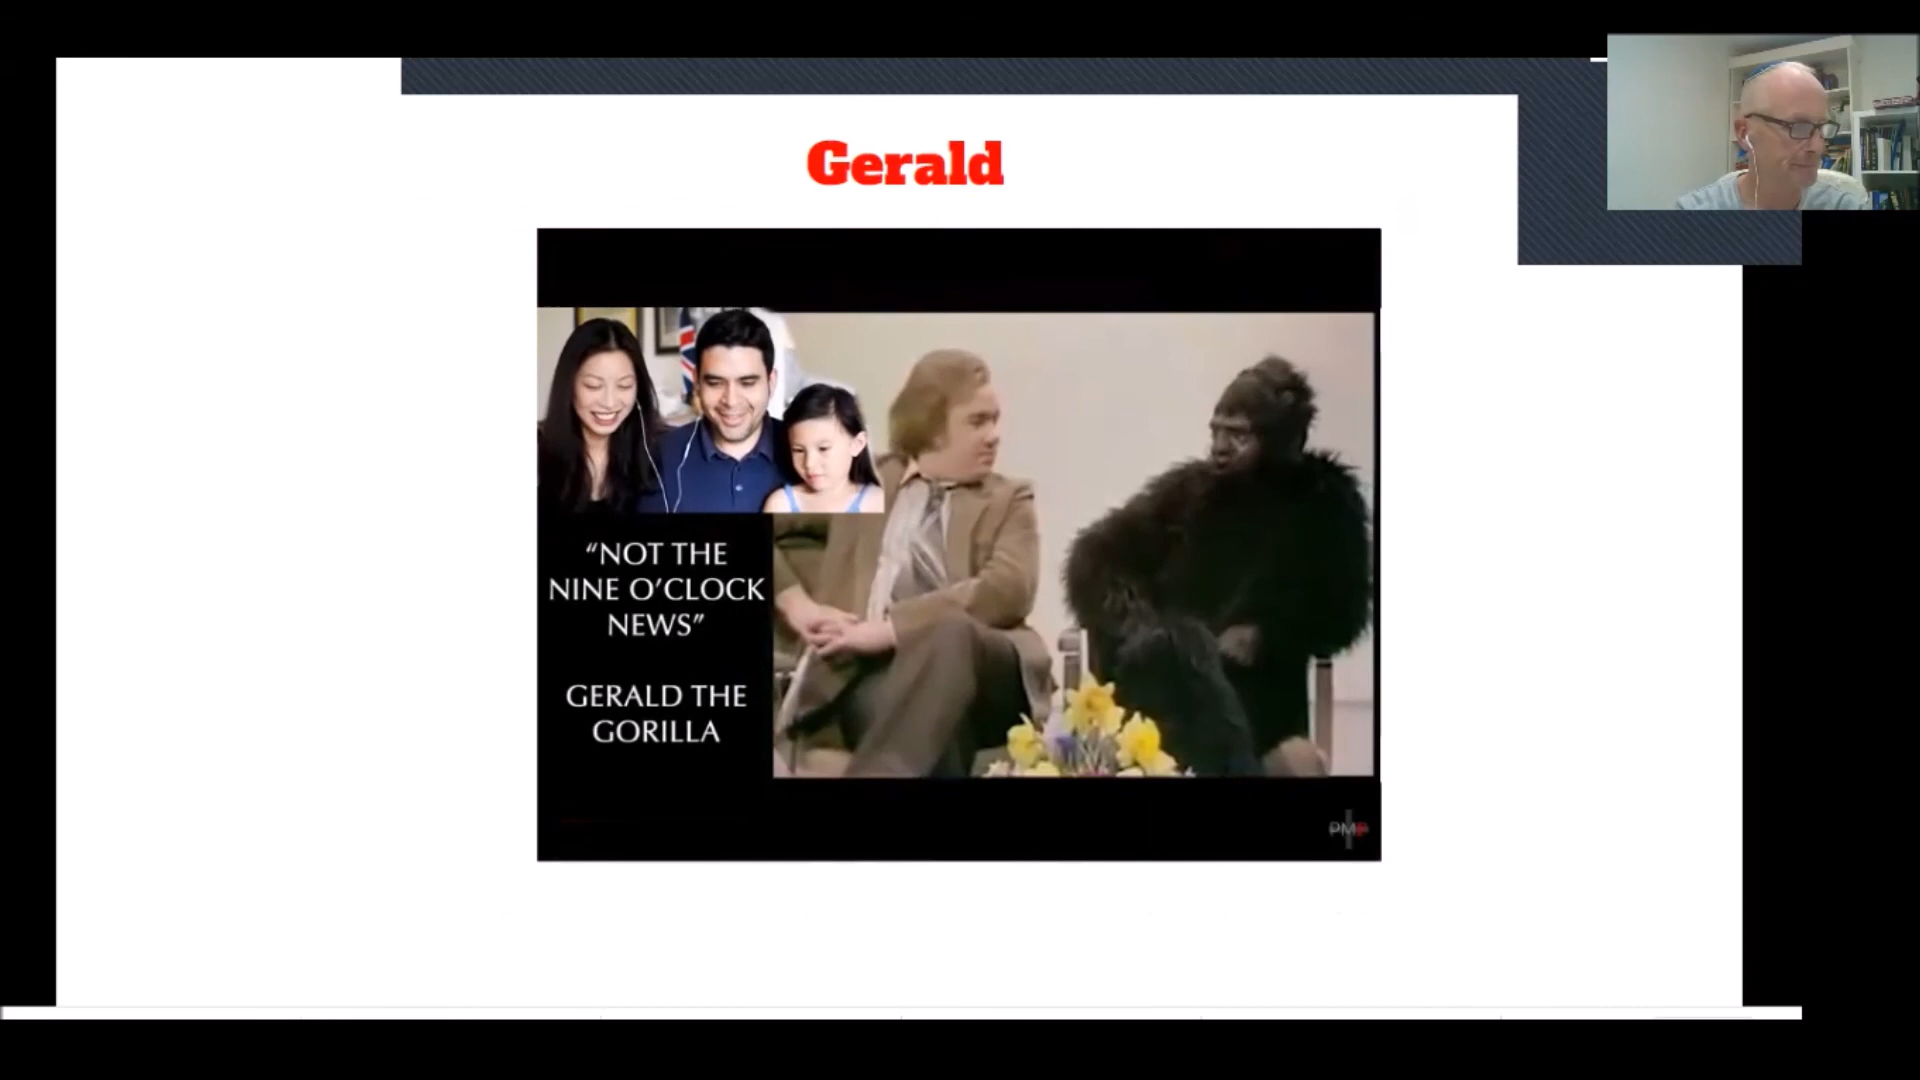 Gerald
“NOT THE
NINE O’CLOCK
NEWS”
GERALD THE
GORILLA
PMP